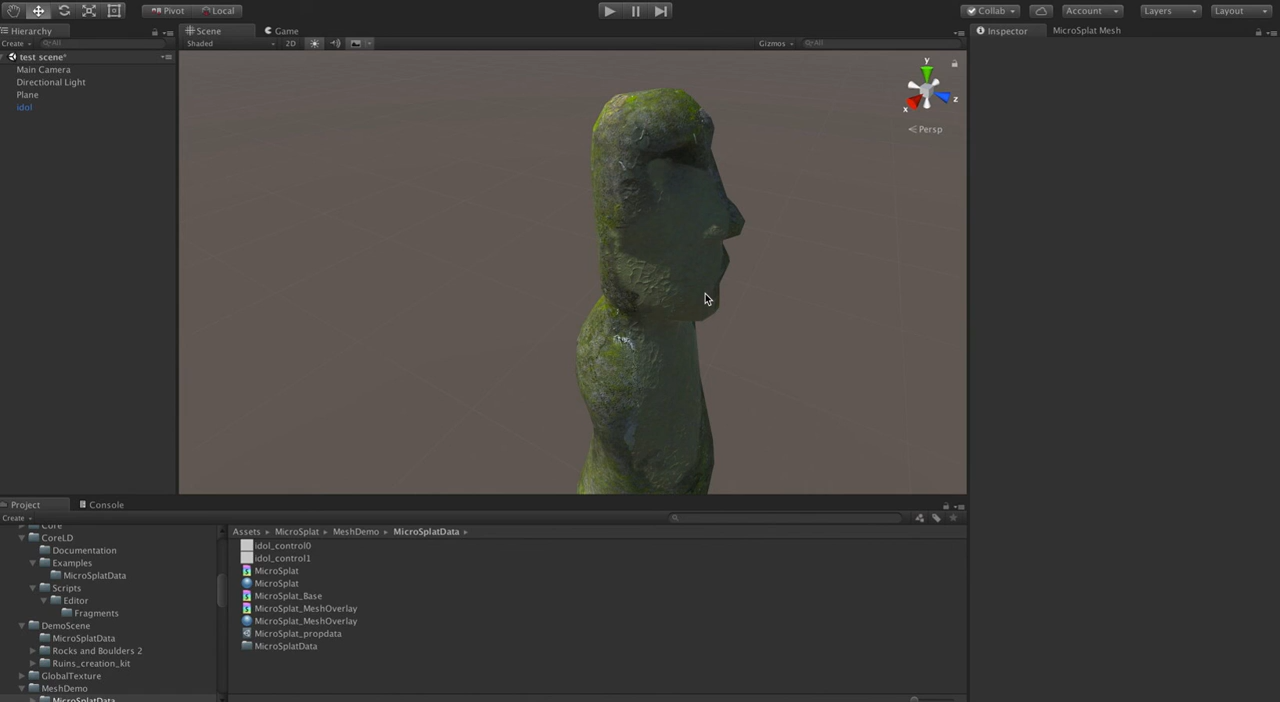 Pivot Local Collab Account Layers Layout
Hierarchy Scene Game Inspector MicroSplat Mesh
Create All Shaded 2D Gizmos All
test scene*
Main Camera
Directional Light
Plane
idol
y
z
x
Persp
Project Console
Create
Assets MicroSplat MeshDemo MicroSplatData
Core
CoreLD
Documentation
Examples
MicroSplatData
Scripts
Editor
Fragments
DemoScene
MicroSplatData
Rocks and Boulders 2
Ruins_creation_kit
GlobalTexture
MeshDemo
MicroSplatData
idol_control0
idol_control1
MicroSplat
MicroSplat
MicroSplat_Base
MicroSplat_MeshOverlay
MicroSplat_MeshOverlay
MicroSplat_propdata
MicroSplatData